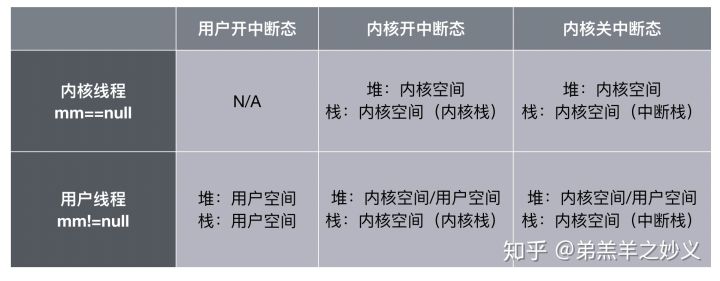 用户开中断态
内核开中断态
内核关中断态
内核线程
mm==null
N/A
堆：内核空间
栈：内核空间（内核栈）
堆：内核空间
栈：内核空间（中断栈）
用户线程
mm!=null
堆：用户空间
栈：用户空间
堆：内核空间/用户空间
栈：内核空间（内核栈）
堆：内核空间/用户空间
栈：内核空间（中断栈）
知乎 @弟羔羊之妙义